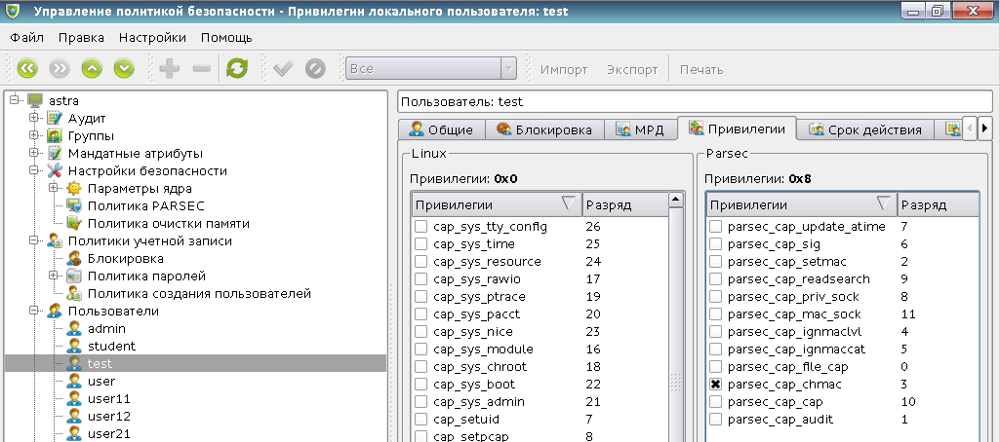 Управление политикой безопасности - Привилегии локального пользователя: test
Файл Правка Настройки Помощь
Все Импорт Экспорт Печать
astra
Аудит
Группы
Мандатные атрибуты
Настройки безопасности
Параметры ядра
Политика PARSEC
Политика очистки памяти
Политики учетной записи
Блокировка
Политика паролей
Политика создания пользователей
Пользователи
admin
student
test
user
user11
user12
user21
Пользователь: test
Общие Блокировка МРД Привилегии Срок действия
Linux
Привилегии: 0x0
Привилегии Разряд
cap_sys_tty_config 26
cap_sys_time 25
cap_sys_resource 24
cap_sys_rawio 17
cap_sys_ptrace 19
cap_sys_pacct 20
cap_sys_nice 23
cap_sys_module 16
cap_sys_chroot 18
cap_sys_boot 22
cap_sys_admin 21
cap_setuid 7
cap_setpcap 8
Parsec
Привилегии: 0x8
Привилегии Разряд
parsec_cap_update_atime 7
parsec_cap_sig 6
parsec_cap_setmac 2
parsec_cap_readsearch 9
parsec_cap_priv_sock 8
parsec_cap_mac_sock 11
parsec_cap_ignmaclvl 4
parsec_cap_ignmaccat 5
parsec_cap_file_cap 0
parsec_cap_chmac 3
parsec_cap_cap 10
parsec_cap_audit 1